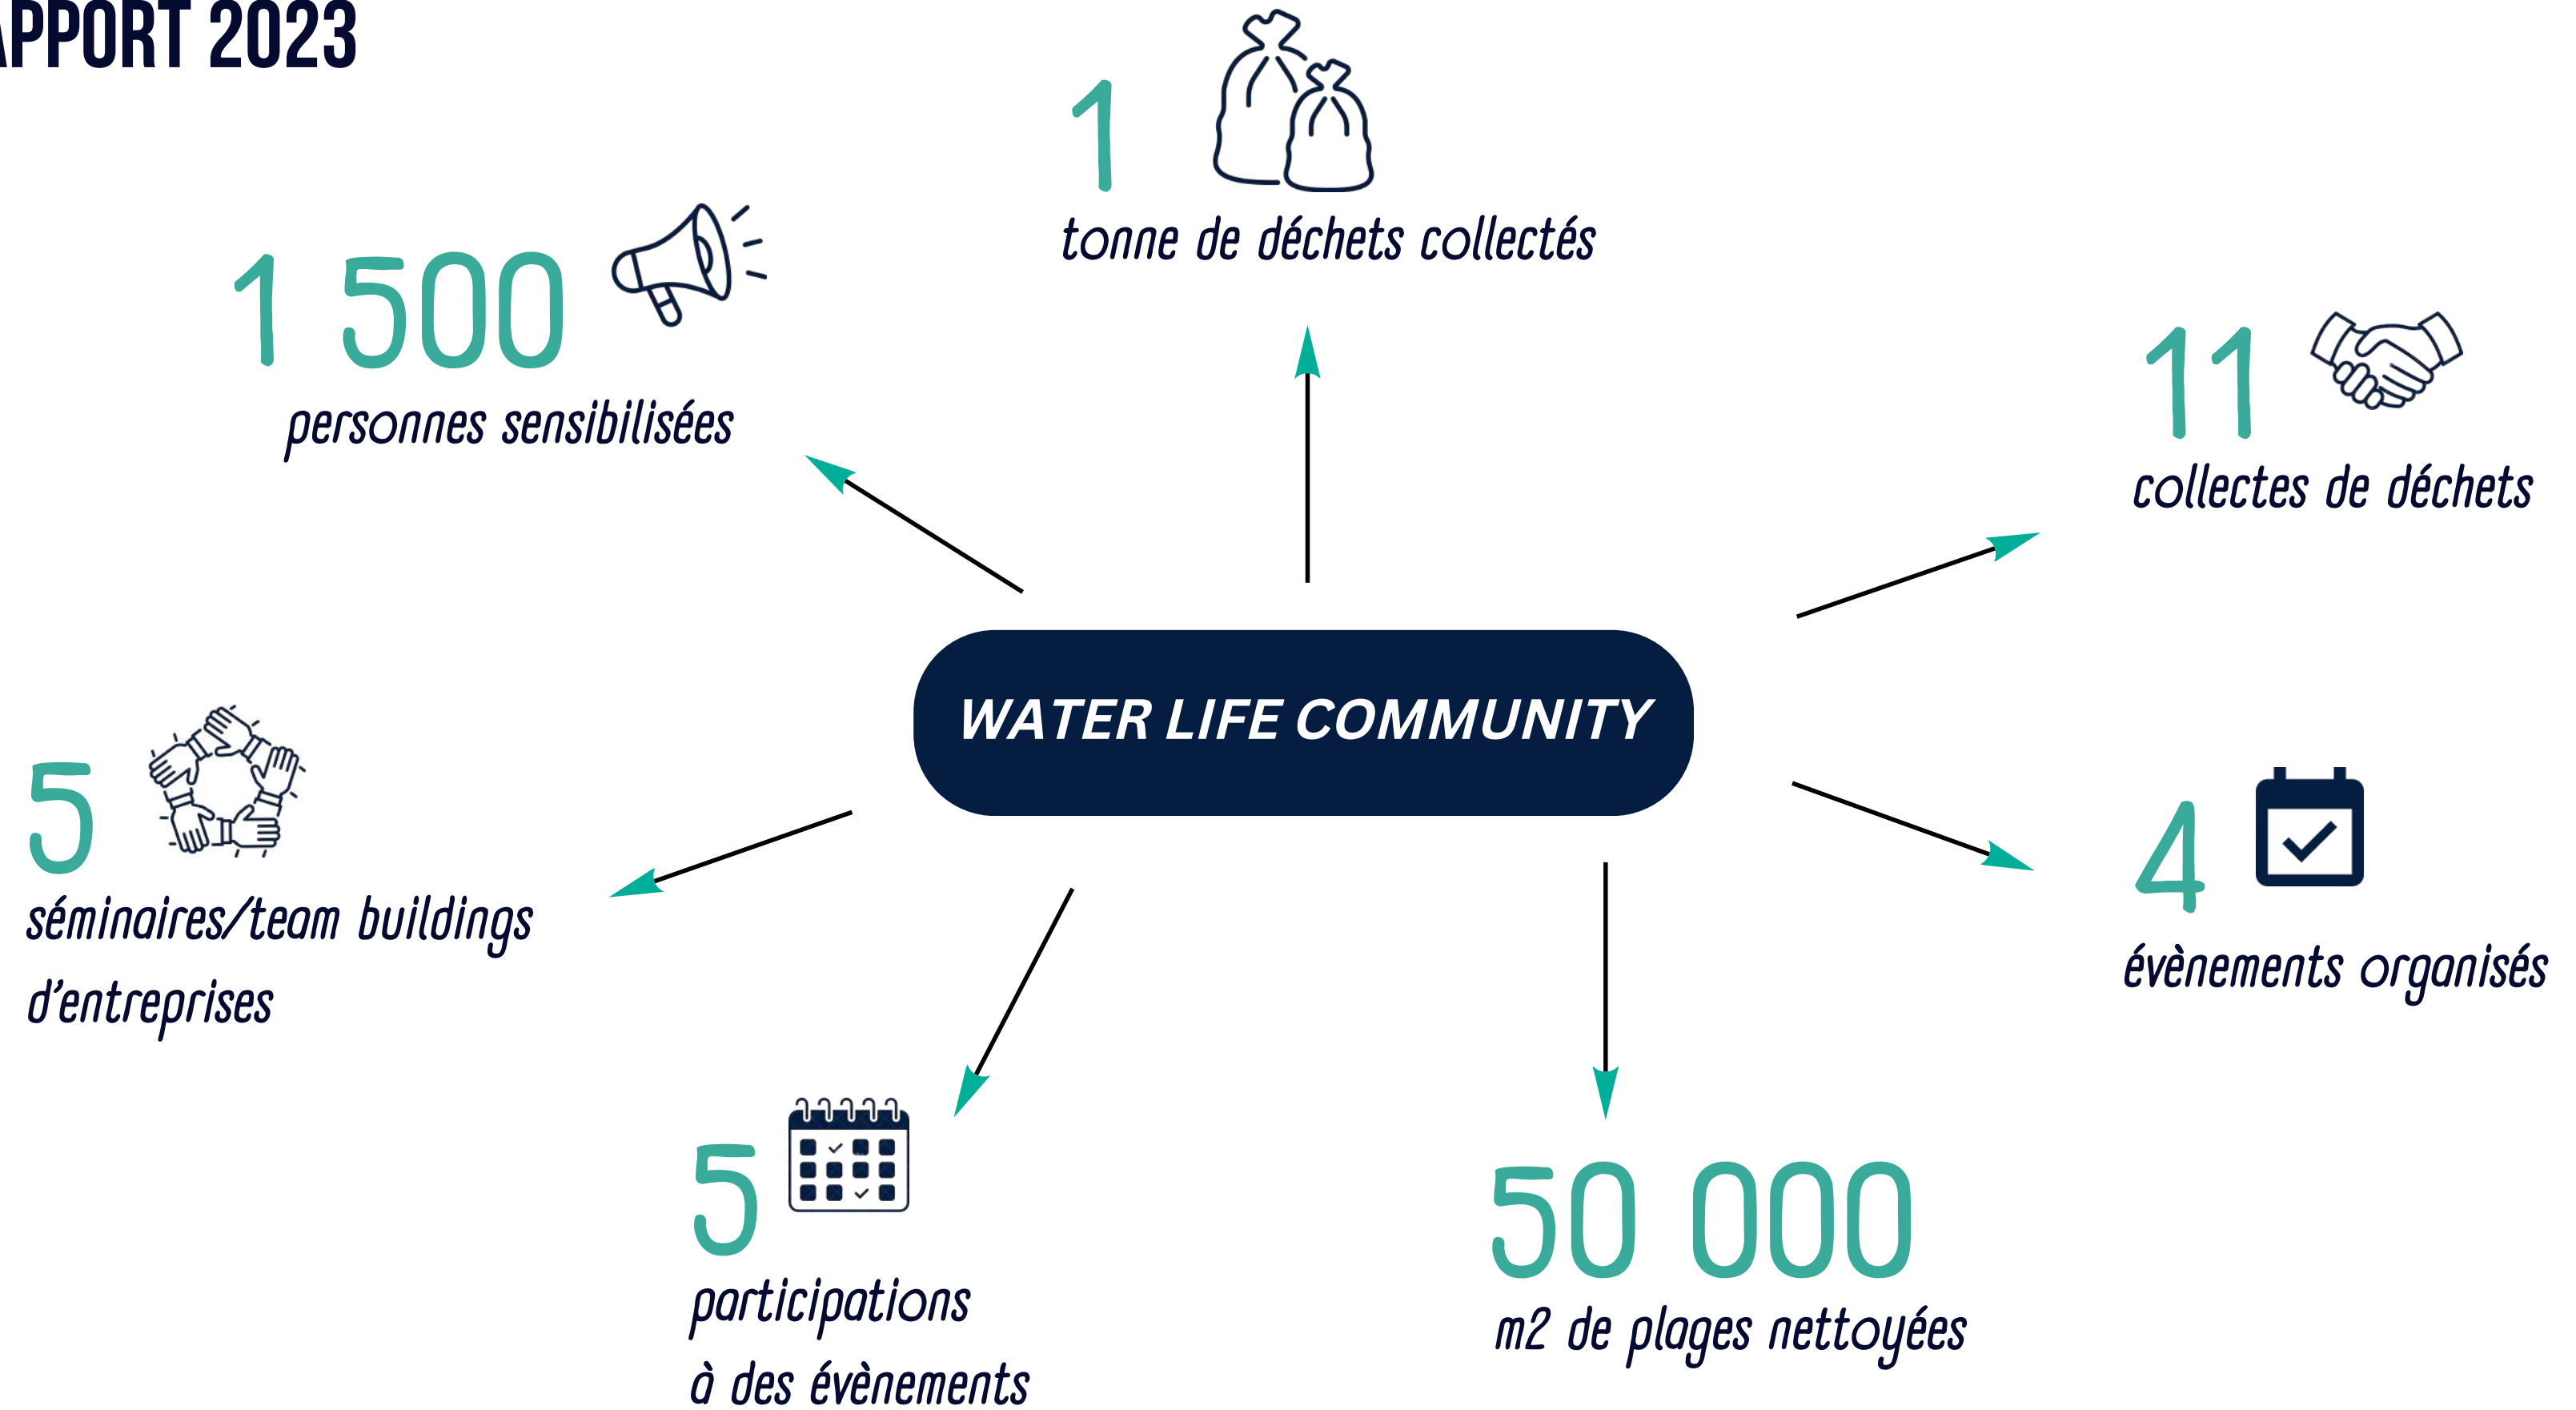 APPORT 2023
1
tonne de déchets collectés
1 500
personnes sensibilisées
11
collectes de déchets
WATER LIFE COMMUNITY
5
séminaires/team buildings
d'entreprises
4
évènements organisés
5
participations
à des évènements
50 000
m2 de plages nettoyées